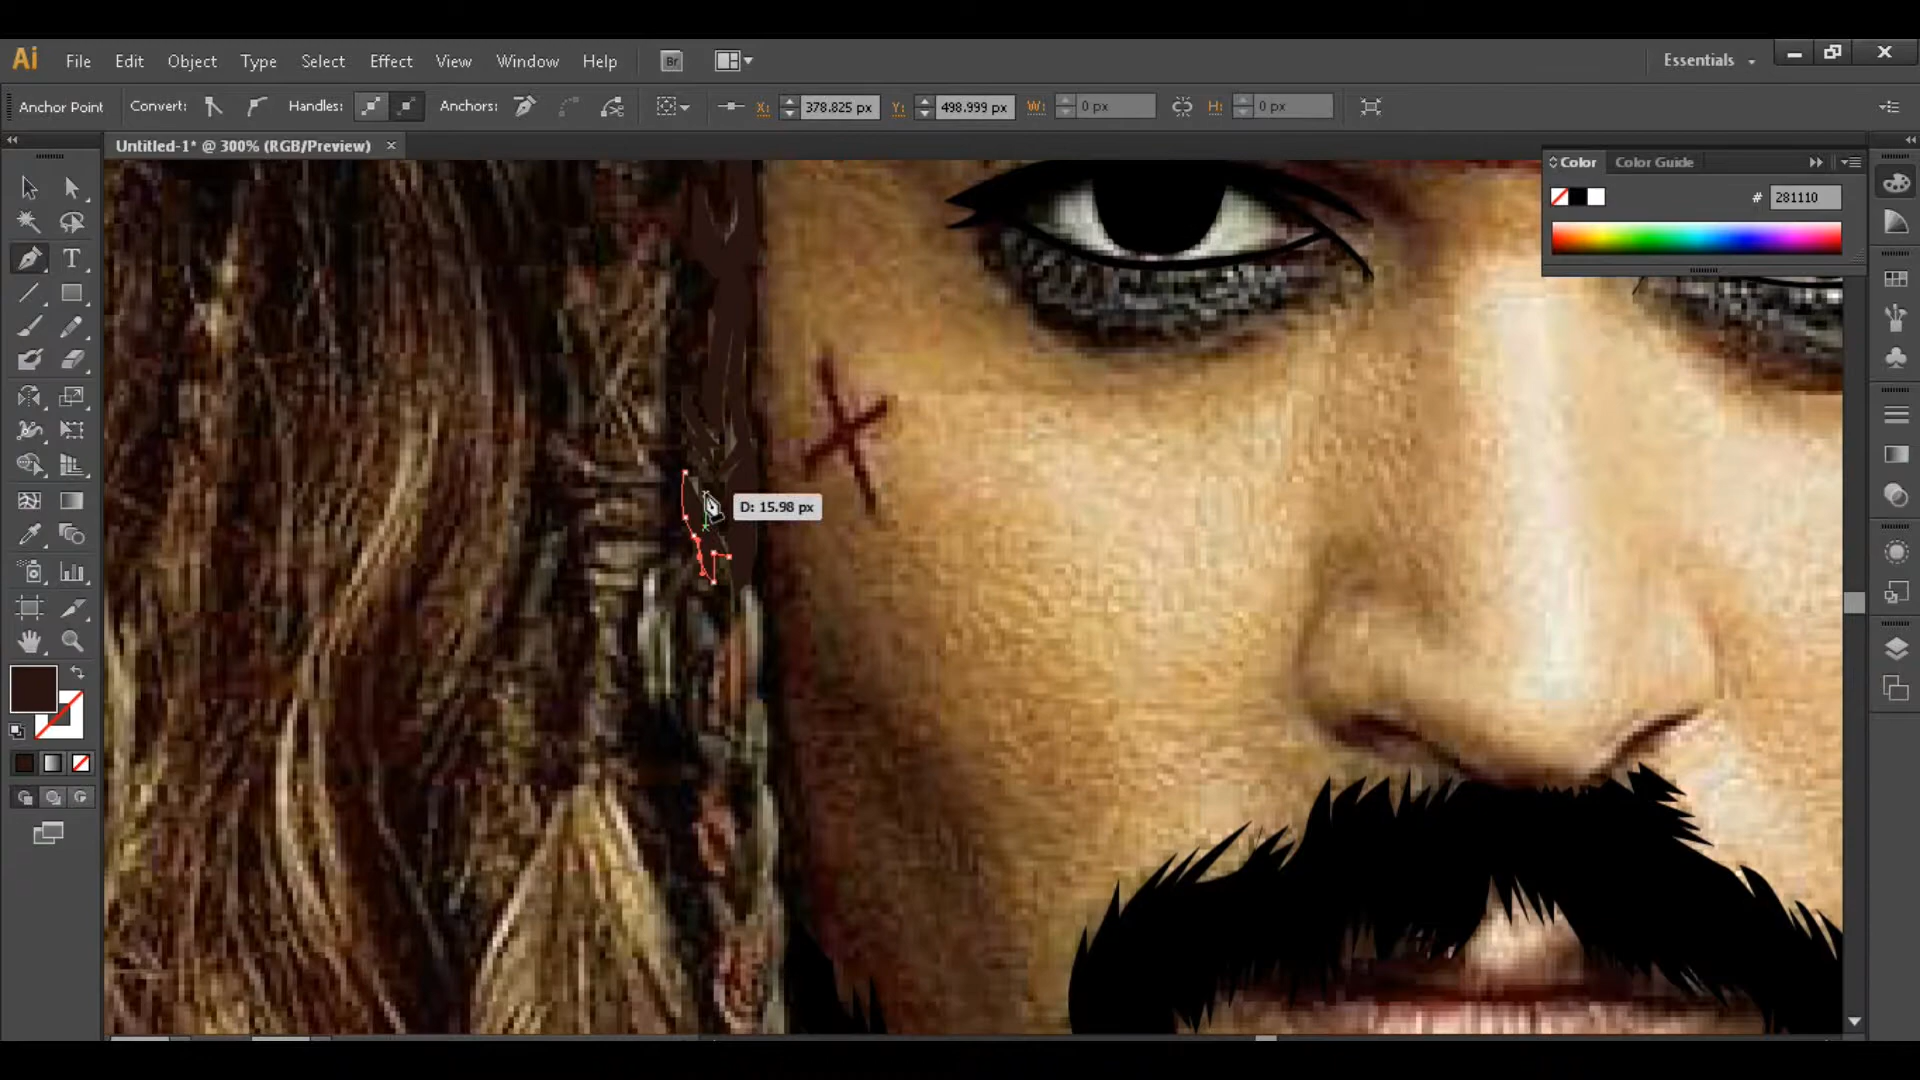 Ai File Edit Object Type Select Effect View Window Help Br Essentials
Anchor Point Convert: Handles: Anchors: X: 378.825 px Y: 498.999 px W: 0 px H: 0 px
Untitled-1* @ 300% (RGB/Preview) ×
Color Color Guide
# 281110
T
D: 15.98 px